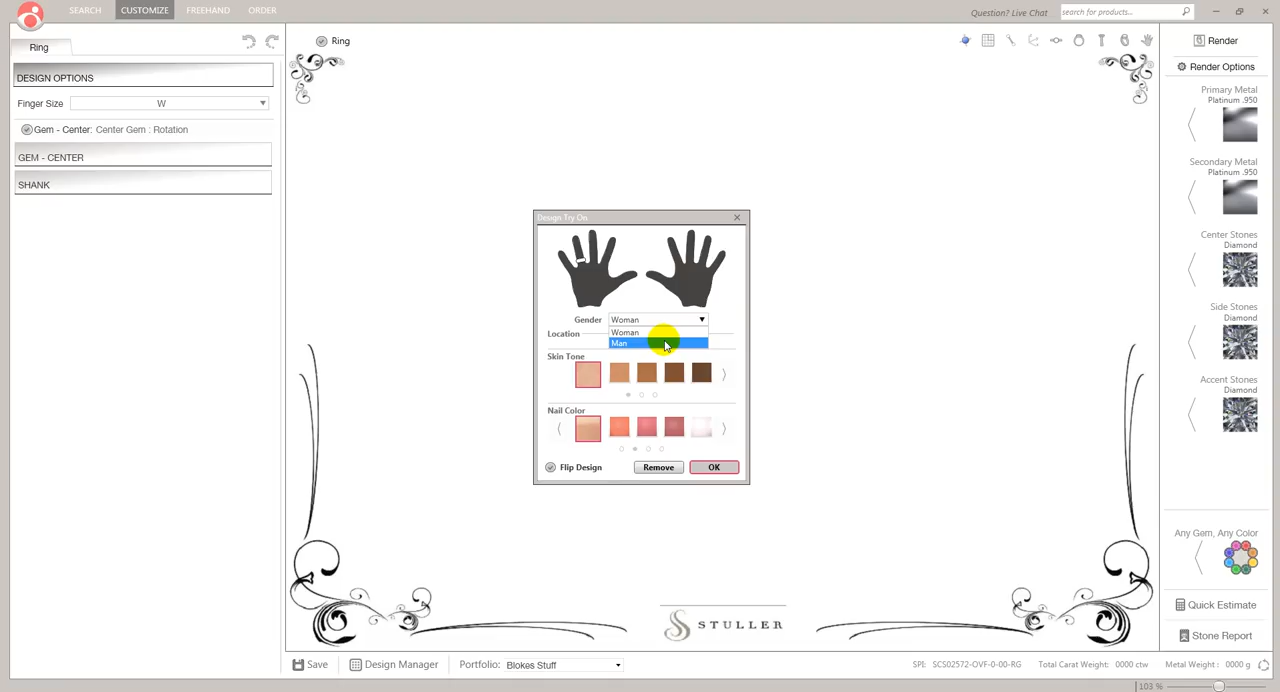 SEARCH CUSTOMIZE FREEHAND ORDER
Question? Live Chat
search for products...
Ring
DESIGN OPTIONS
Finger Size W
Gem - Center: Center Gem : Rotation
GEM - CENTER
SHANK
Ring
Design Try On
Gender Woman
Woman
Location
Man
Skin Tone
Nail Color
Flip Design Remove OK
STULLER
Render
Render Options
Primary Metal
Platinum .950
Secondary Metal
Platinum .950
Center Stones
Diamond
Side Stones
Diamond
Accent Stones
Diamond
Any Gem, Any Color
Quick Estimate
Stone Report
Save Design Manager Portfolio: Blokes Stuff SPI: SCS02572-OVF-0-00-RG Total Carat Weight: 0000 ctw Metal Weight : 0000 g
103 %